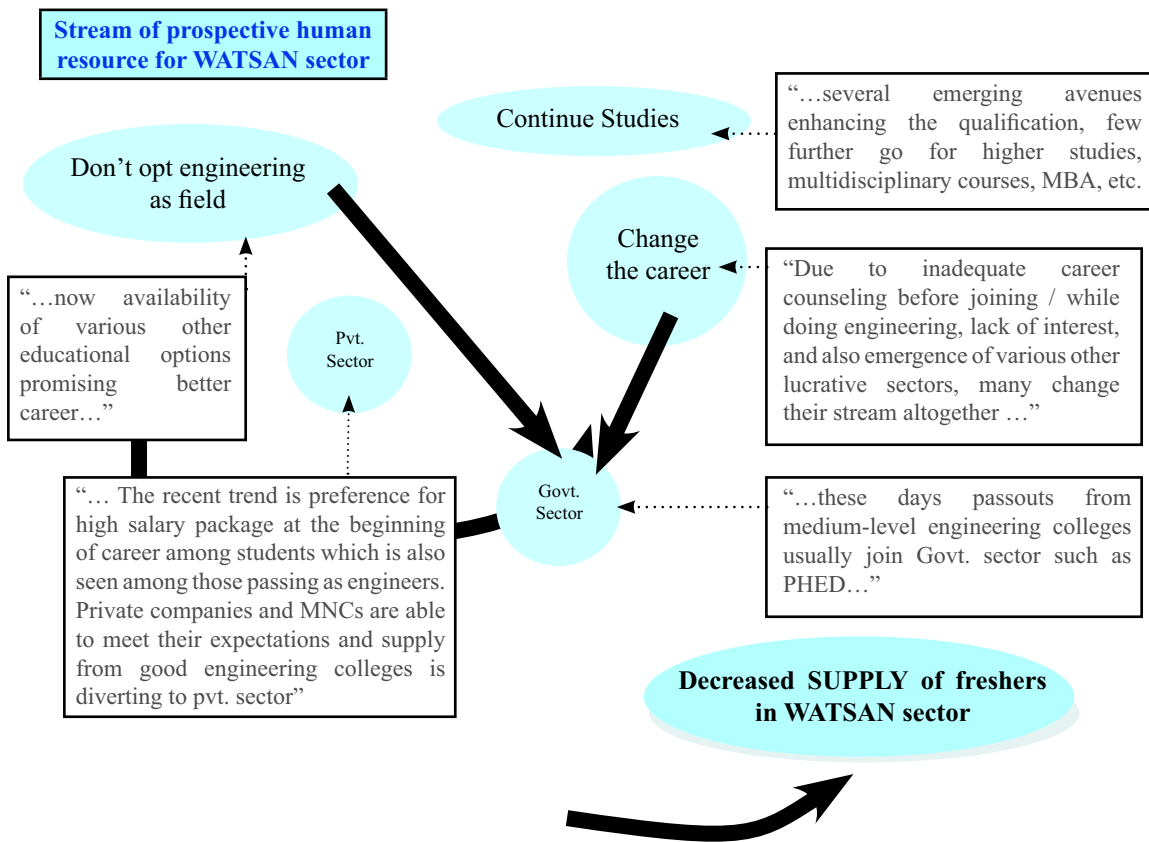 Stream of prospective human
resource for WATSAN sector
Continue Studies
“…several emerging avenues
enhancing the qualification, few
further go for higher studies,
multidisciplinary courses, MBA, etc.
Don’t opt engineering
as field
Change
the career
“Due to inadequate career
counseling before joining / while
doing engineering, lack of interest,
and also emergence of various other
lucrative sectors, many change
their stream altogether …”
“…now availability
of various other
educational options
promising better
career…”
Pvt.
Sector
Govt.
Sector
“… The recent trend is preference for
high salary package at the beginning
of career among students which is also
seen among those passing as engineers.
Private companies and MNCs are able
to meet their expectations and supply
from good engineering colleges is
diverting to pvt. sector”
“…these days passouts from
medium-level engineering colleges
usually join Govt. sector such as
PHED…”
Decreased SUPPLY of freshers
in WATSAN sector